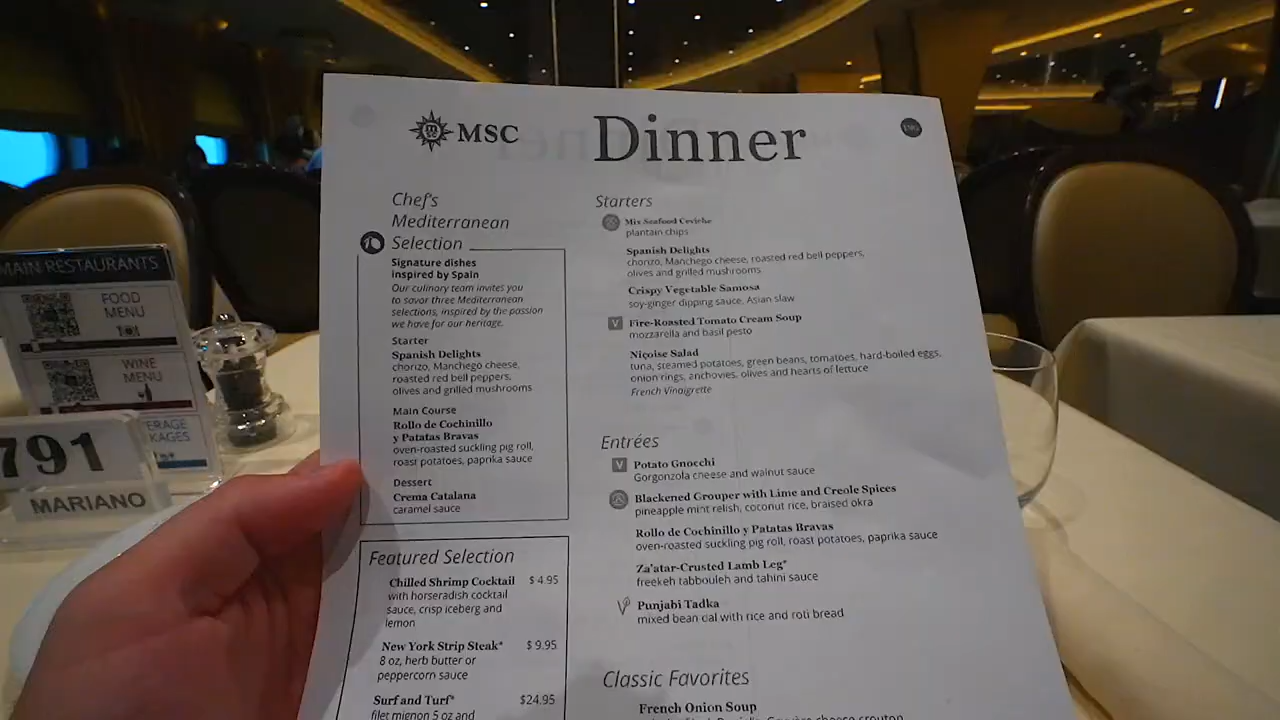 MSC
Dinner
ENG
Chef's
Mediterranean
Selection
Signature dishes
inspired by Spain
Our culinary team invites you
to savor three Mediterranean
selections, inspired by the passion
we have for our heritage.
Starter
Spanish Delights
chorizo, Manchego cheese,
roasted red bell peppers,
olives and grilled mushrooms
Main Course
Rollo de Cochinillo
y Patatas Bravas
oven-roasted suckling pig roll,
roast potatoes, paprika sauce
Dessert
Crema Catalana
caramel sauce
Featured Selection
Chilled Shrimp Cocktail $ 4.95
with horseradish cocktail
sauce, crisp iceberg and
lemon
New York Strip Steak* $ 9.95
8 oz, herb butter or
peppercorn sauce
Surf and Turf* $24.95
filet mignon 5 oz and
Starters
Mix Seafood Ceviche
plantain chips
Spanish Delights
chorizo, Manchego cheese, roasted red bell peppers,
olives and grilled mushrooms
Crispy Vegetable Samosa
soy-ginger dipping sauce, Asian slaw
V Fire-Roasted Tomato Cream Soup
mozzarella and basil pesto
Niçoise Salad
tuna, steamed potatoes, green beans, tomatoes, hard-boiled eggs,
onion rings, anchovies, olives and hearts of lettuce
French Vinaigrette
Entrées
V Potato Gnocchi
Gorgonzola cheese and walnut sauce
Blackened Grouper with Lime and Creole Spices
pineapple mint relish, coconut rice, braised okra
Rollo de Cochinillo y Patatas Bravas
oven-roasted suckling pig roll, roast potatoes, paprika sauce
Za'atar-Crusted Lamb Leg*
freekeh tabbouleh and tahini sauce
Punjabi Tadka
mixed bean dal with rice and roti bread
Classic Favorites
French Onion Soup
MAIN RESTAURANTS
FOOD
MENU
WINE
MENU
ERAGE
KAGES
791
MARIANO